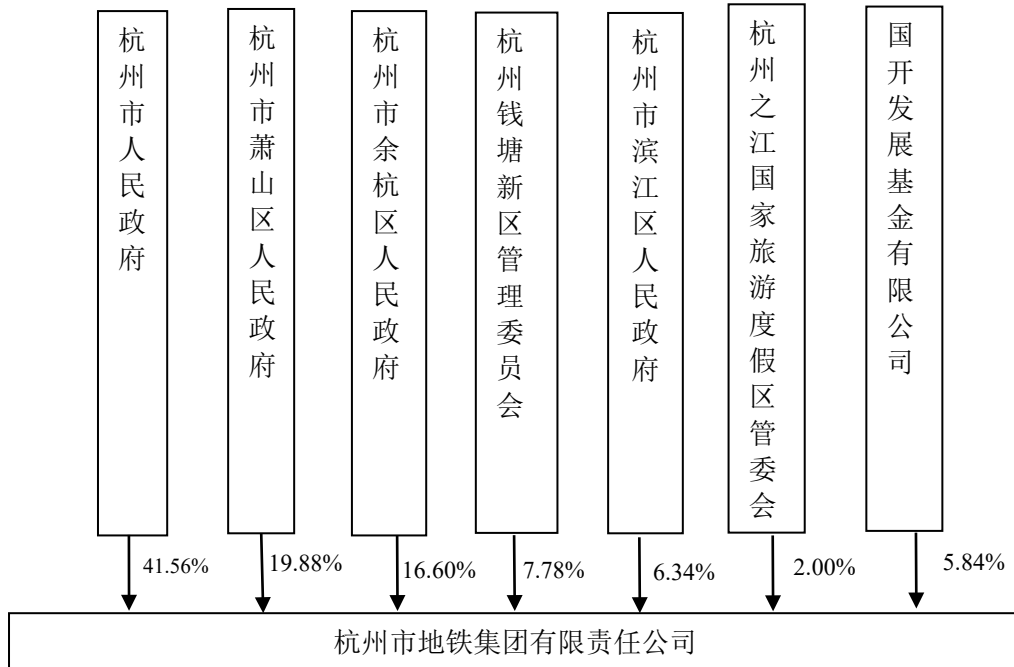 杭州市人民政府
杭州市萧山区人民政府
杭州市余杭区人民政府
杭州钱塘新区管理委员会
杭州市滨江区人民政府
杭州之江国家旅游度假区管委会
国开发展基金有限公司
41.56%
19.88%
16.60%
7.78%
6.34%
2.00%
5.84%
杭州市地铁集团有限责任公司